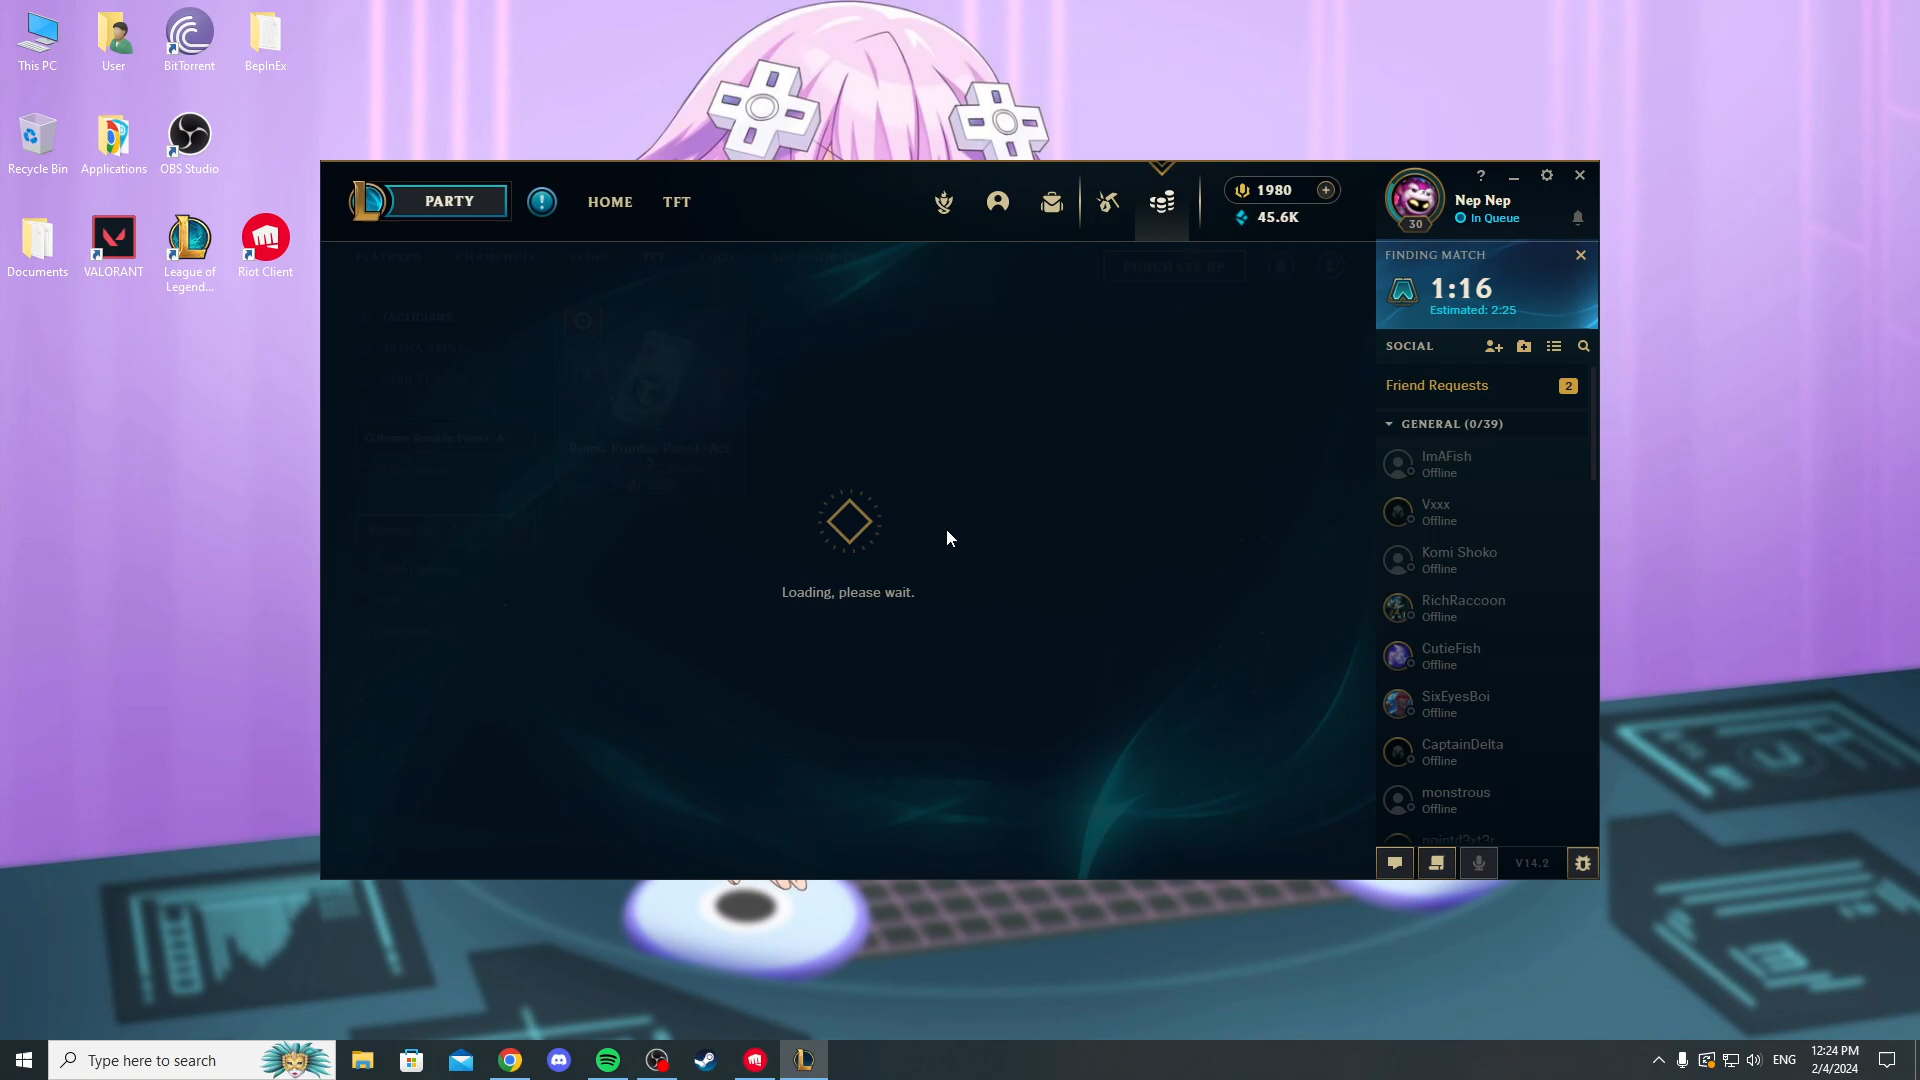 This PC
User
BitTorrent
BepInEx
Recycle Bin
Applications
OBS Studio
Documents
VALORANT
League of
Legend...
Riot Client
PARTY
HOME
TFT
1980
45.6K
?
30
Nep Nep
In Queue
PURCHASE RP
FINDING MATCH
1:16
Estimated: 2:25
SOCIAL
Friend Requests
2
GENERAL (0/39)
ImAFish
Offline
Vxxx
Offline
Komi Shoko
Offline
RichRaccoon
Offline
CutieFish
Offline
SixEyesBoi
Offline
CaptainDelta
Offline
monstrous
Offline
Loading, please wait.
V14.2
Type here to search
ENG
12:24 PM
2/4/2024